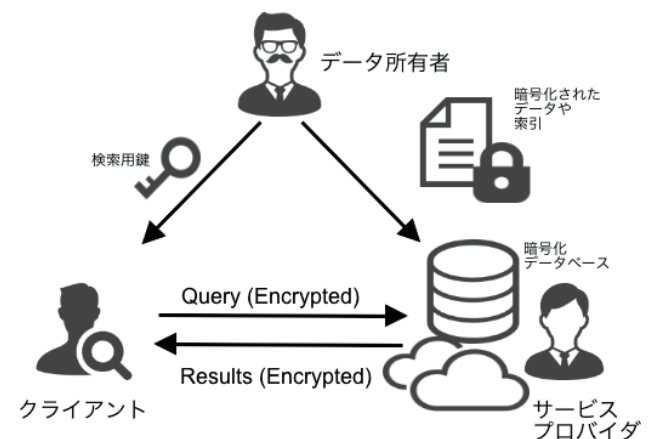 データ所有者
暗号化された
データや
索引
検索用鍵
暗号化
データベース
Query (Encrypted)
Results (Encrypted)
クライアント
サービス
プロバイダ